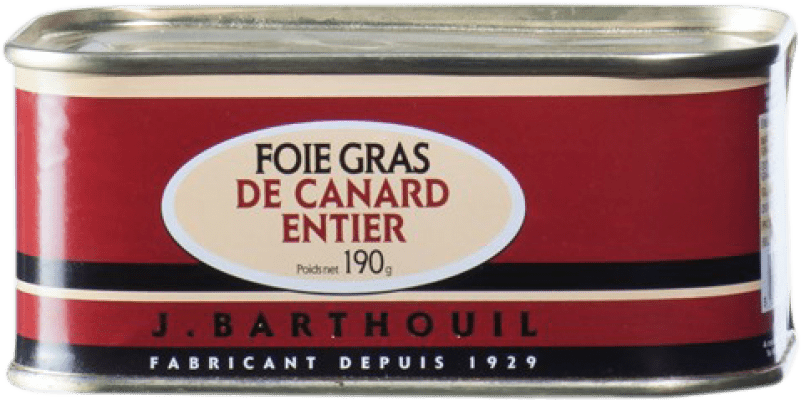 FOIE GRAS
DE CANARD
ENTIER
Poids net 190g
J. BARTHOUIL
FABRICANT DEPUIS 1929